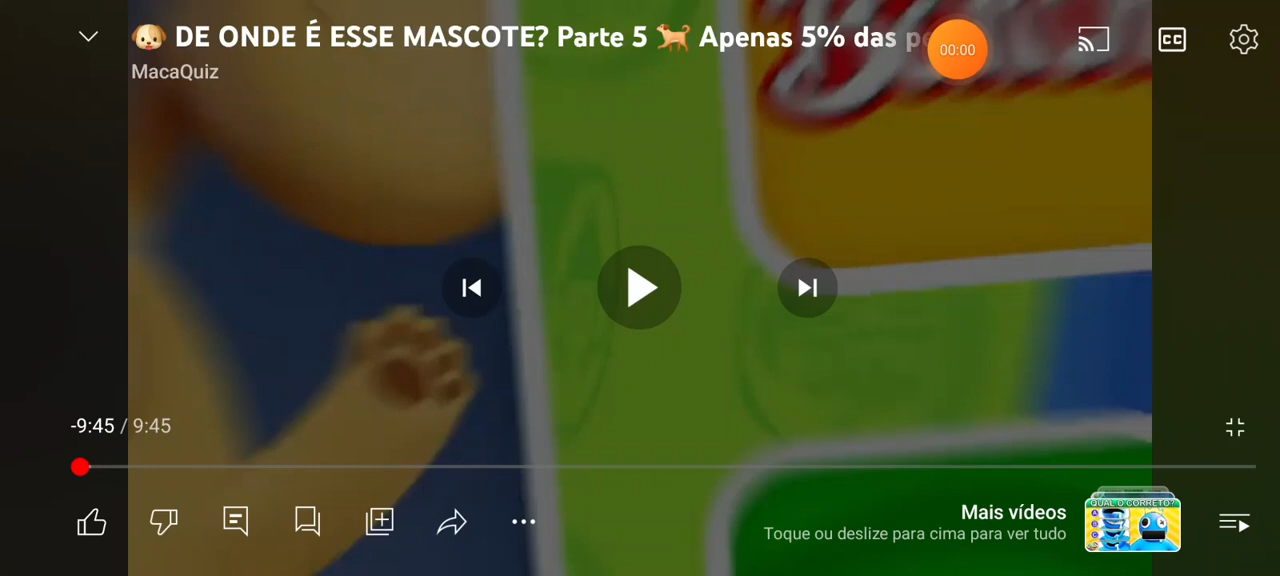 🐶 DE ONDE É ESSE MASCOTE? Parte 5 🐕 Apenas 5% das
00:00
CC
MacaQuiz
-9:45 / 9:45
QUAL O CORRETO?
Mais vídeos
Toque ou deslize para cima para ver tudo